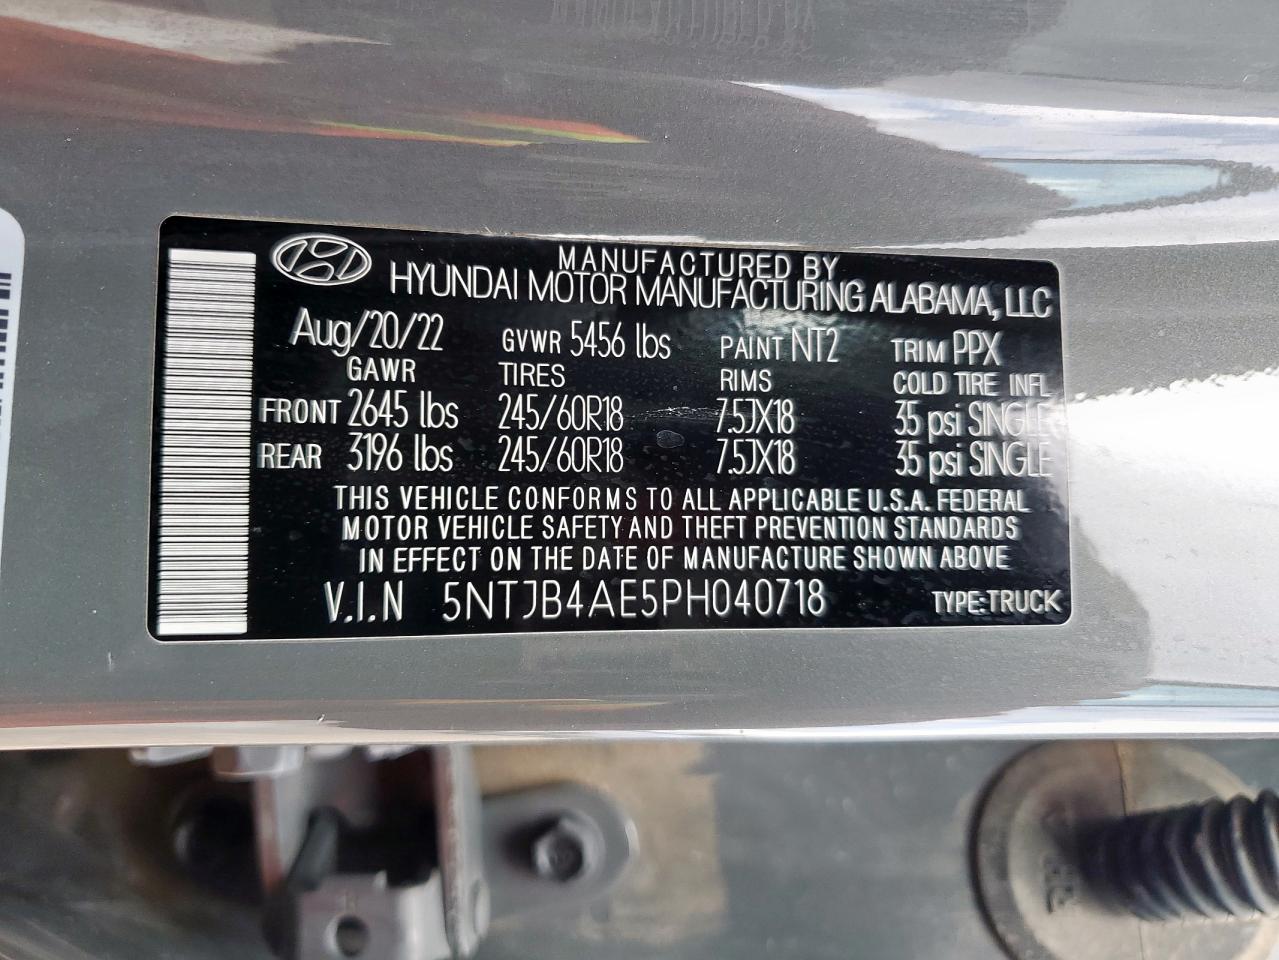 MANUFACTURED BY
HYUNDAI MOTOR MANUFACTURING ALABAMA, LLC
Aug/20/22 GVWR 5456 lbs PAINT NT2 TRIM PPX
GAWR TIRES RIMS COLD TIRE INFL
FRONT 2645 lbs 245/60R18 7.5JX18 35 psi SINGLE
REAR 3196 lbs 245/60R18 7.5JX18 35 psi SINGLE
THIS VEHICLE CONFORMS TO ALL APPLICABLE U.S.A. FEDERAL
MOTOR VEHICLE SAFETY AND THEFT PREVENTION STANDARDS
IN EFFECT ON THE DATE OF MANUFACTURE SHOWN ABOVE
V.I.N 5NTJB4AE5PH040718 TYPE:TRUCK